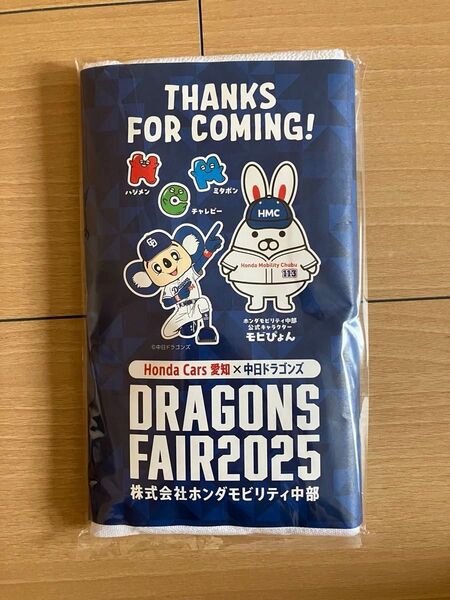 THANKS
FOR COMING!
ハリメン
ミタボン
チャレピー
HMC
Honda Mobility Chubu
113
ホンダモビリティ中部
公式キャラクター
モビぴょん
©中日ドラゴンズ
Honda Cars 愛知×中日ドラゴンズ
DRAGONS
FAIR2025
株式会社ホンダモビリティ中部